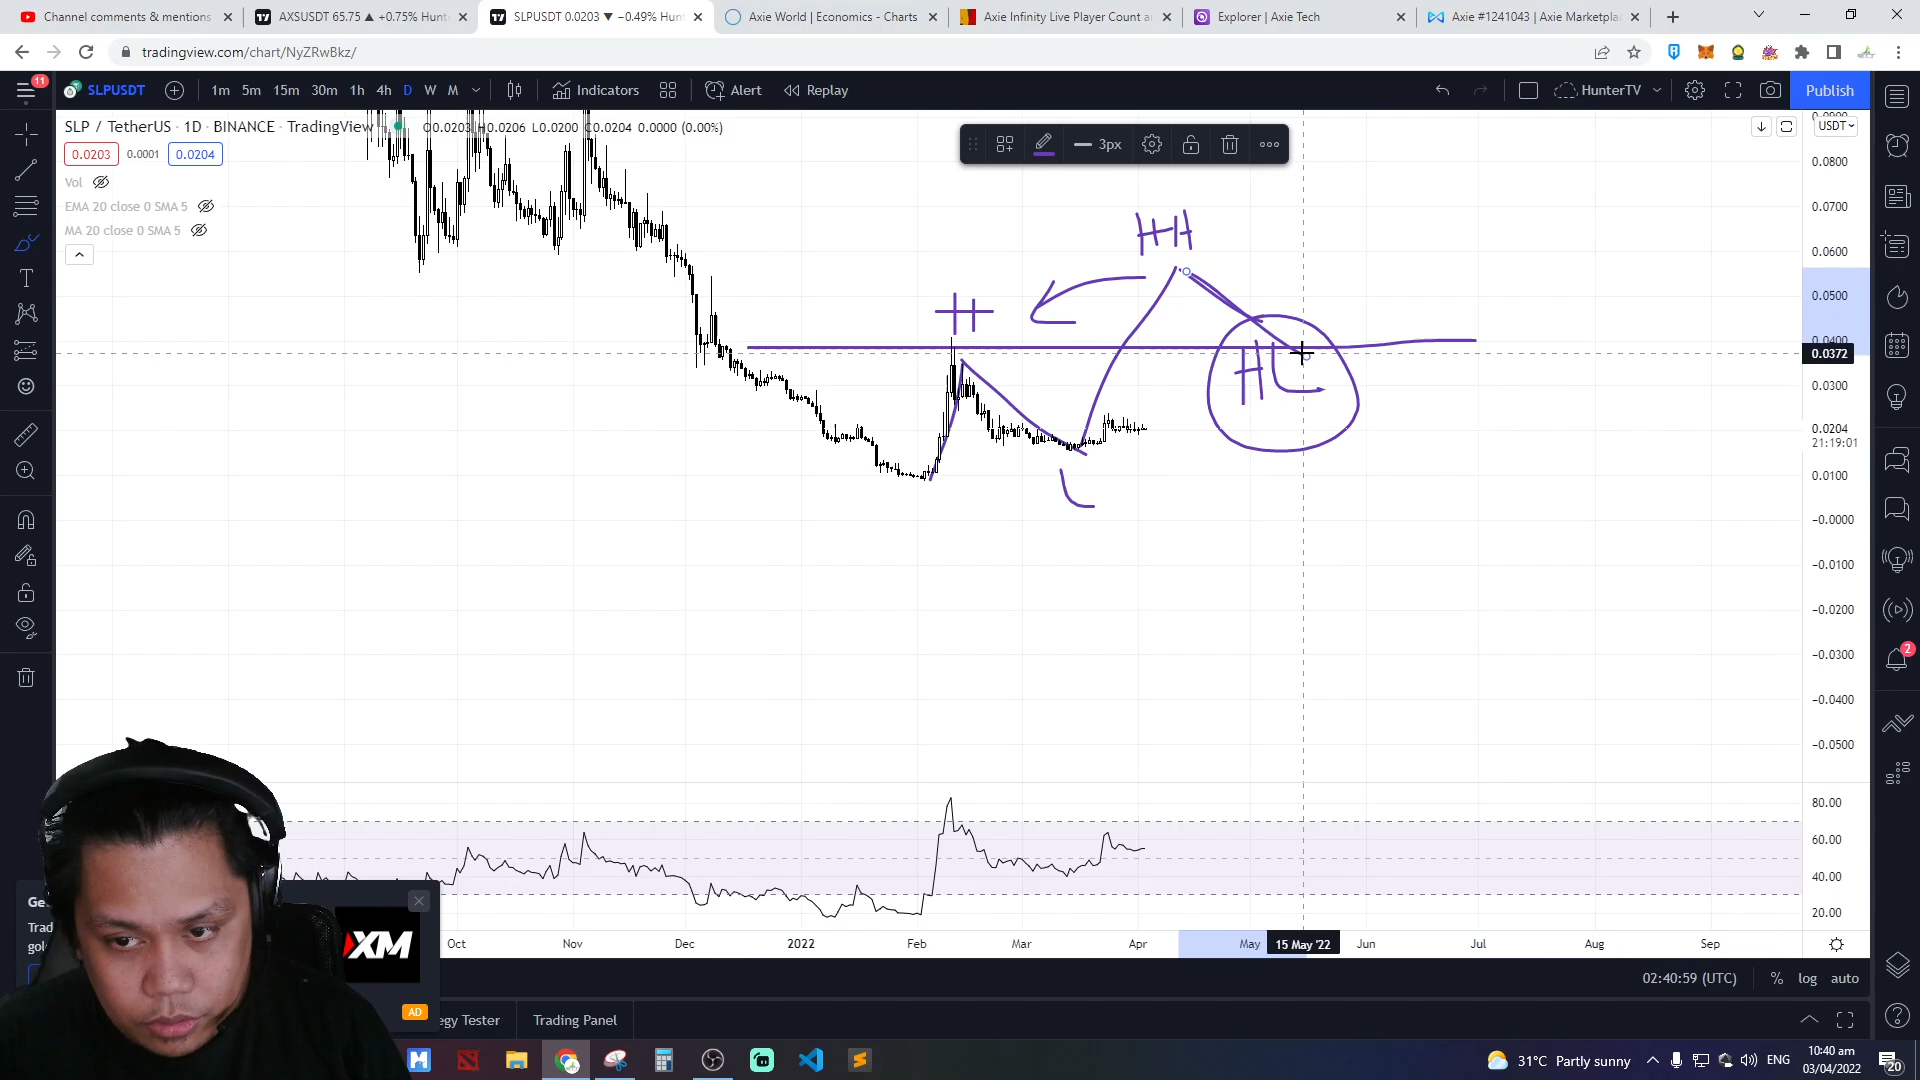 Channel comments & mentions
AXSUSDT 65.75 ▲ +0.75% Hunt
SLPUSDT 0.0203 ▼ −0.49% Hun
Axie World | Economics - Charts
Axie Infinity Live Player Count a
Explorer | Axie Tech
Axie #1241043 | Axie Marketpla
tradingview.com/chart/NyZRwBkz/
11
SLPUSDT
1m 5m 15m 30m 1h 4h D W M
Indicators
Alert
Replay
HunterTV
Publish
SLP / TetherUS · 1D · BINANCE · TradingView
O0.0203 H0.0206 L0.0200 C0.0204 0.0000 (0.00%)
0.0203 0.0001 0.0204
Vol
EMA 20 close 0 SMA 5
MA 20 close 0 SMA 5
3px
USDT
0.0800
0.0700
0.0600
0.0500
0.0372
0.0300
0.0204
21:19:01
0.0100
−0.0000
−0.0100
−0.0200
−0.0300
−0.0400
−0.0500
HH
H
HL
L
80.00
60.00
40.00
20.00
2
Oct Nov Dec 2022 Feb Mar Apr May 15 May '22 Jun Jul Aug Sep
Ge
Trad
gol
XM
AD
02:40:59 (UTC) % log auto
egy Tester Trading Panel
31°C Partly sunny
ENG
10:40 am
03/04/2022
20